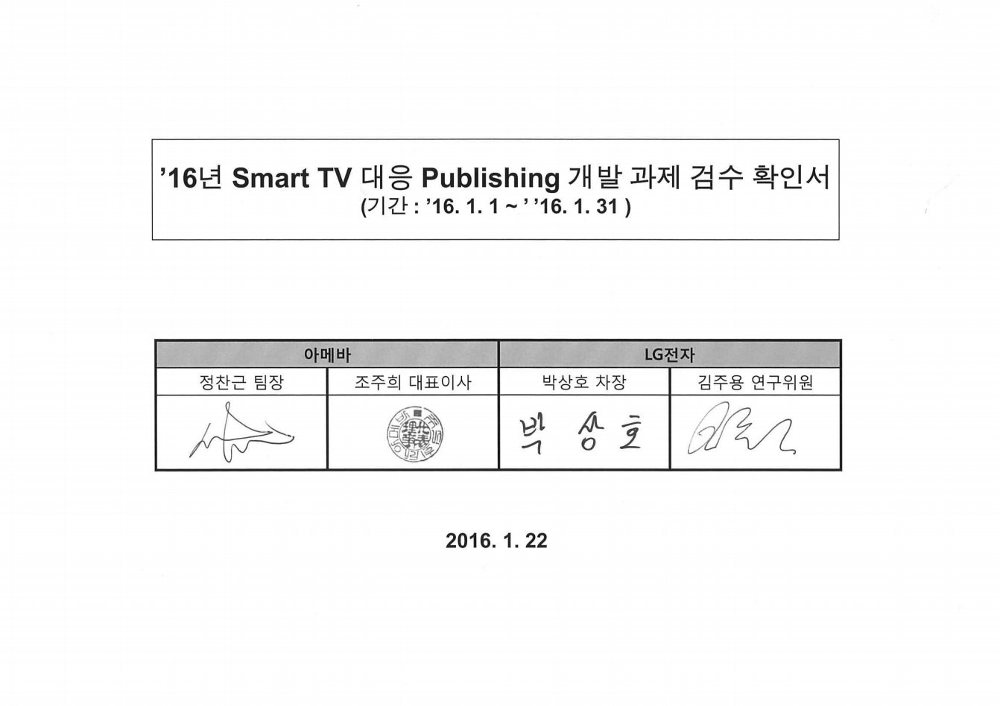 ’16년 Smart TV 대응 Publishing 개발 과제 검수 확인서
(기간 : ’16. 1. 1 ~ ’ ’16. 1. 31 )
아메바 LG전자
정찬근 팀장 조주희 대표이사 박상호 차장 김주용 연구위원
박 상 호
2016. 1. 22